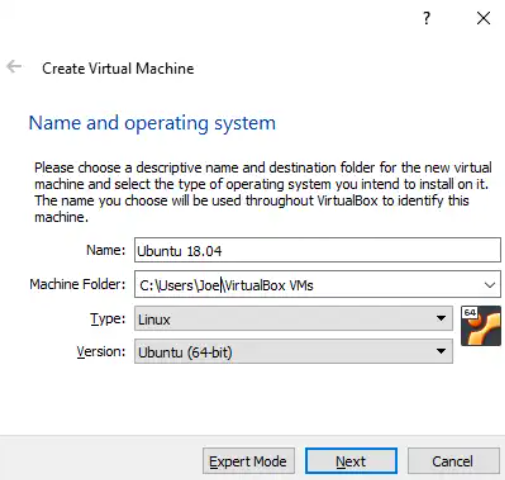 ?
Create Virtual Machine
Name and operating system
Please choose a descriptive name and destination folder for the new virtual
machine and select the type of operating system you intend to install on it.
The name you choose will be used throughout VirtualBox to identify this
machine.
Name: Ubuntu 18.04
Machine Folder: C:\Users\Joe\VirtualBox VMs
Type: Linux
64
Version: Ubuntu (64-bit)
Expert Mode Next Cancel